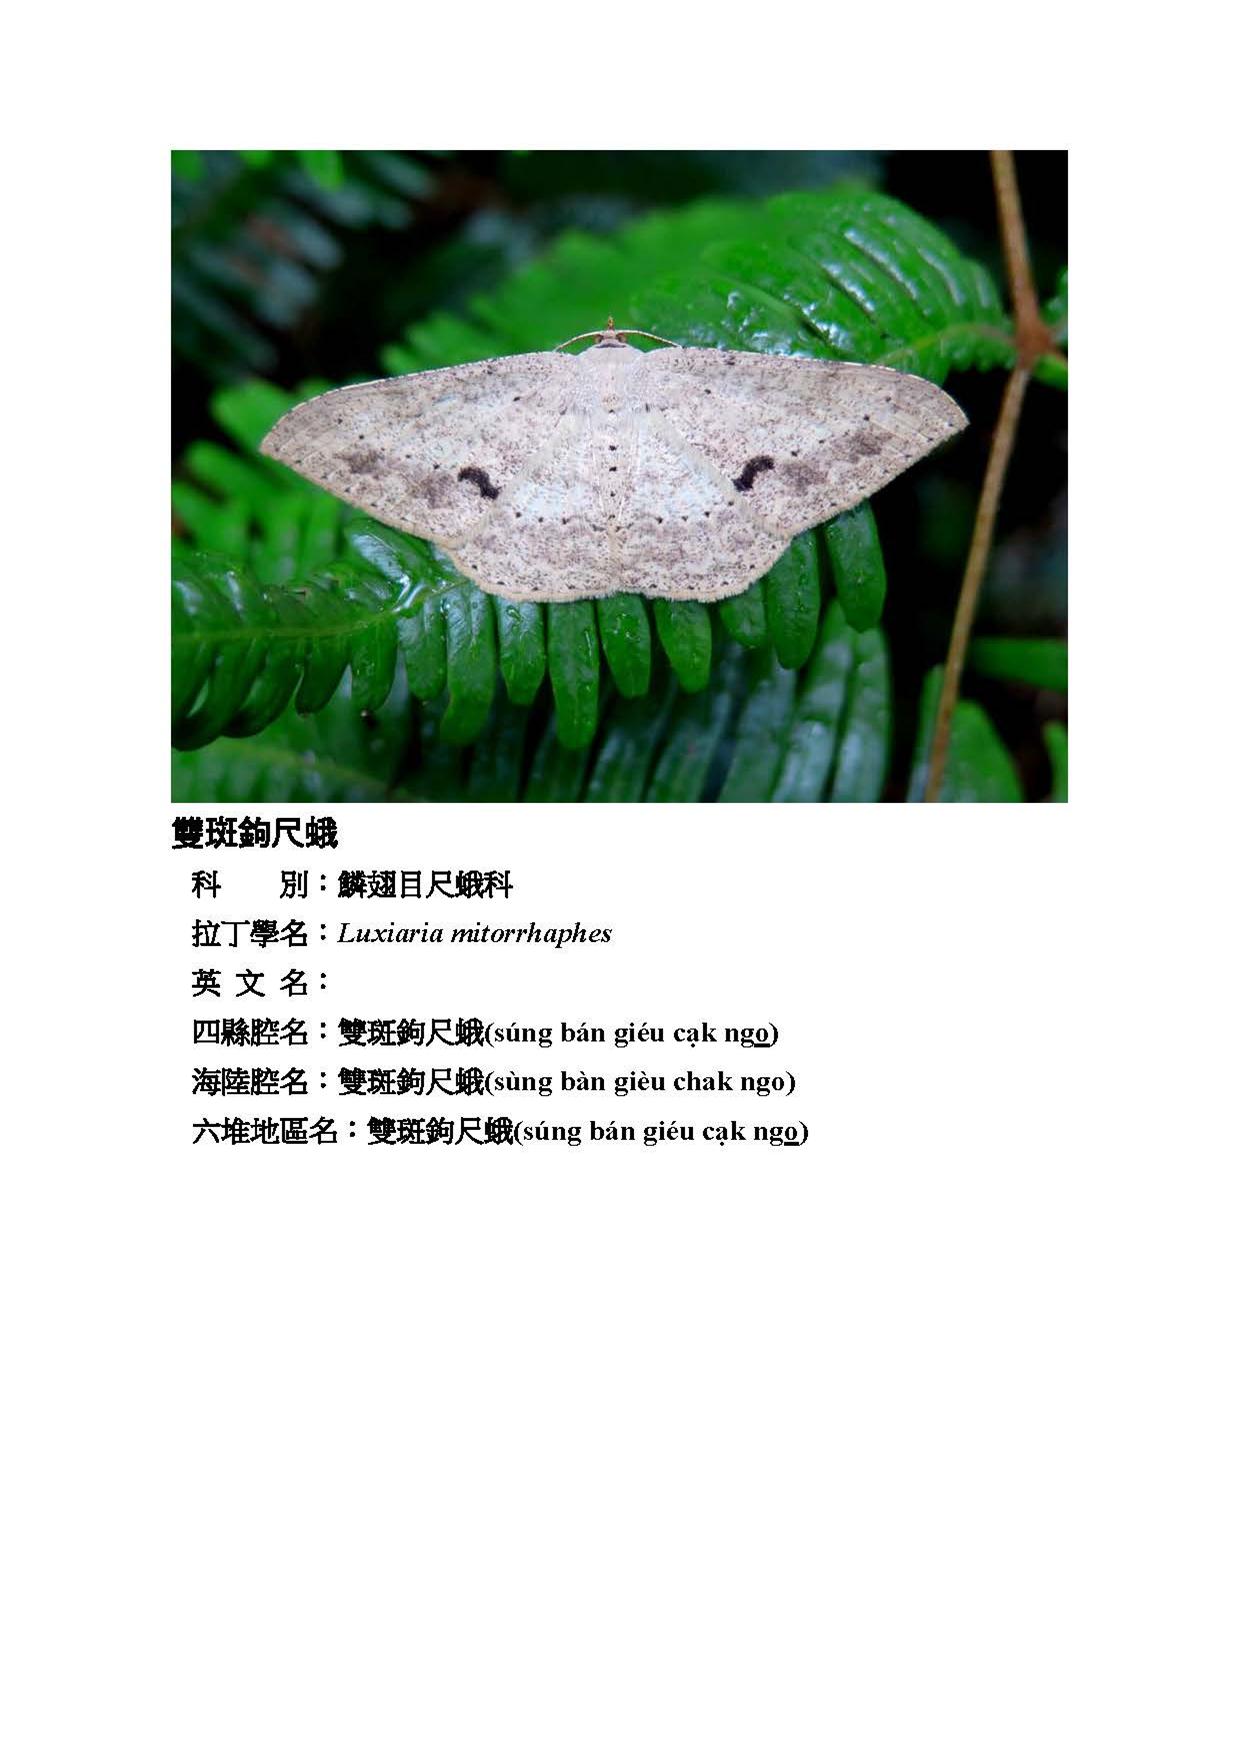 雙斑鉤尺蛾
科　　別：鱗翅目尺蛾科
拉丁學名：Luxiaria mitorrhaphes
英 文 名：
四縣腔名：雙斑鉤尺蛾(súng bán giéu cạk ngo)
海陸腔名：雙斑鉤尺蛾(sùng bàn gièu chak ngo)
六堆地區名：雙斑鉤尺蛾(súng bán giéu cạk ngo)